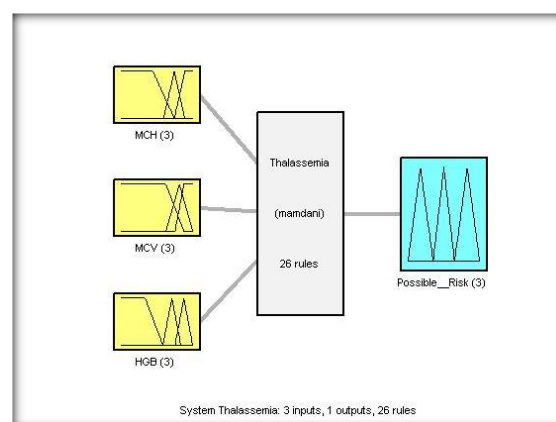 MCH (3)
MCV (3)
HGB (3)
Thalassemia
(mamdani)
26 rules
Possible__Risk (3)
System Thalassemia: 3 inputs, 1 outputs, 26 rules